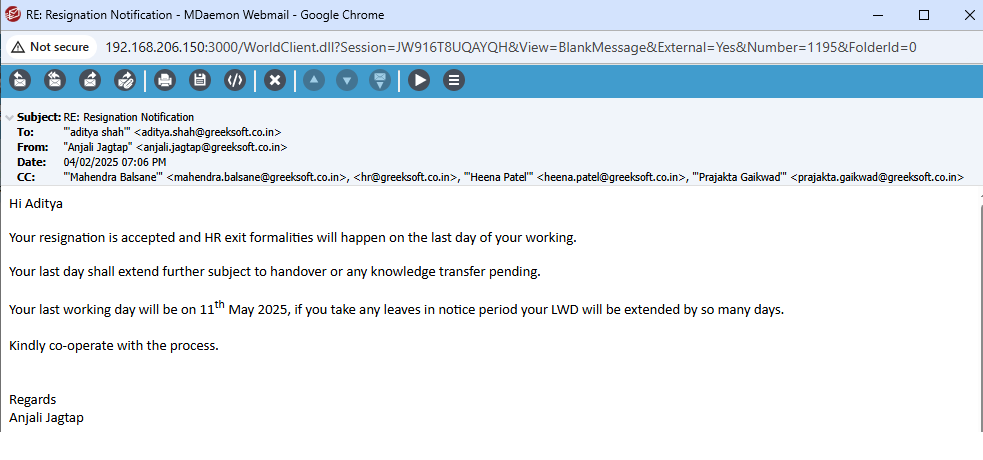 RE: Resignation Notification - MDaemon Webmail - Google Chrome
Not secure 192.168.206.150:3000/WorldClient.dll?Session=JW916T8UQAYQH&View=BlankMessage&External=Yes&Number=1195&FolderId=0
Subject: RE: Resignation Notification
To: "'aditya shah'" <aditya.shah@greeksoft.co.in>
From: "Anjali Jagtap" <anjali.jagtap@greeksoft.co.in>
Date: 04/02/2025 07:06 PM
CC: "'Mahendra Balsane'" <mahendra.balsane@greeksoft.co.in>, <hr@greeksoft.co.in>, "'Heena Patel'" <heena.patel@greeksoft.co.in>, "'Prajakta Gaikwad'" <prajakta.gaikwad@greeksoft.co.in>
Hi Aditya
Your resignation is accepted and HR exit formalities will happen on the last day of your working.
Your last day shall extend further subject to handover or any knowledge transfer pending.
Your last working day will be on 11th May 2025, if you take any leaves in notice period your LWD will be extended by so many days.
Kindly co-operate with the process.
Regards
Anjali Jagtap